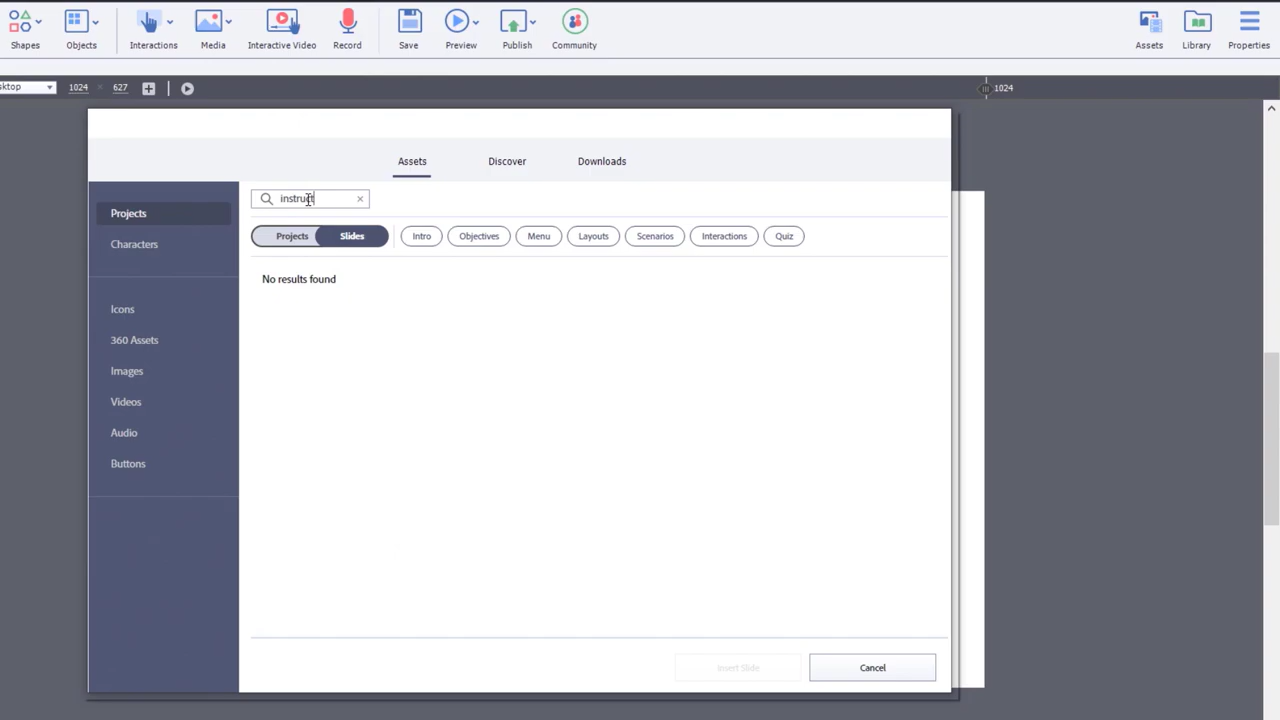 Shapes Objects Interactions Media Interactive Video Record Save Preview Publish Community Assets Library Properties
1024 × 627 1024
Assets Discover Downloads
Projects
Characters
Icons
360 Assets
Images
Videos
Audio
Buttons
instruct
Projects Slides Intro Objectives Menu Layouts Scenarios Interactions Quiz
No results found
Insert Slide Cancel